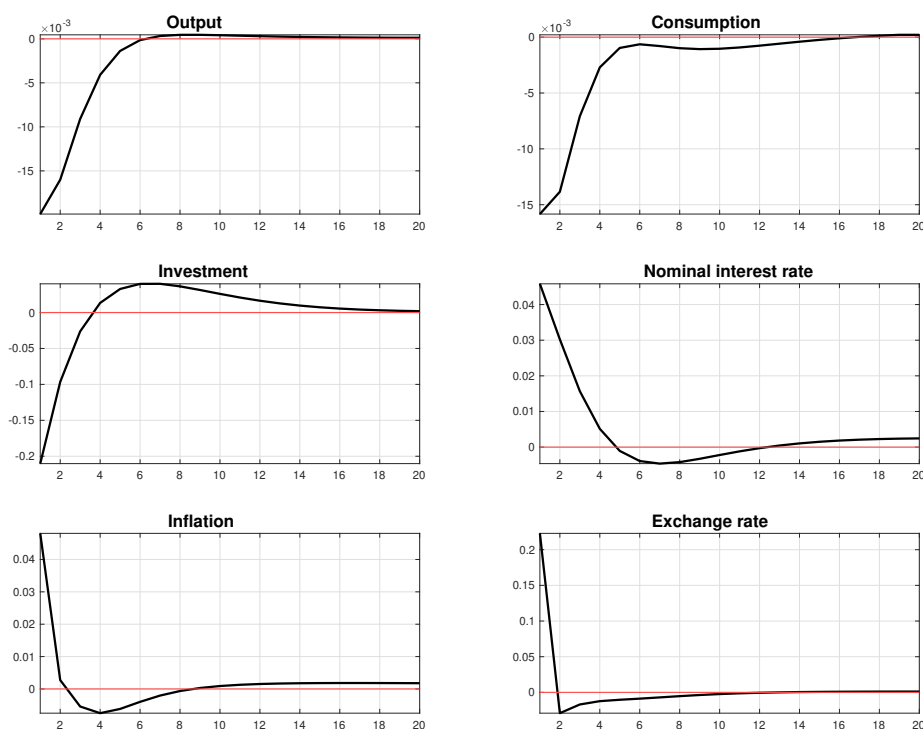 Output
×10⁻³
0
-5
-10
-15
2 4 6 8 10 12 14 16 18 20
Consumption
×10⁻³
0
-5
-10
-15
2 4 6 8 10 12 14 16 18 20
Investment
0
-0.05
-0.1
-0.15
-0.2
2 4 6 8 10 12 14 16 18 20
Nominal interest rate
0.04
0.03
0.02
0.01
0
2 4 6 8 10 12 14 16 18 20
Inflation
0.04
0.03
0.02
0.01
0
2 4 6 8 10 12 14 16 18 20
Exchange rate
0.2
0.15
0.1
0.05
0
2 4 6 8 10 12 14 16 18 20